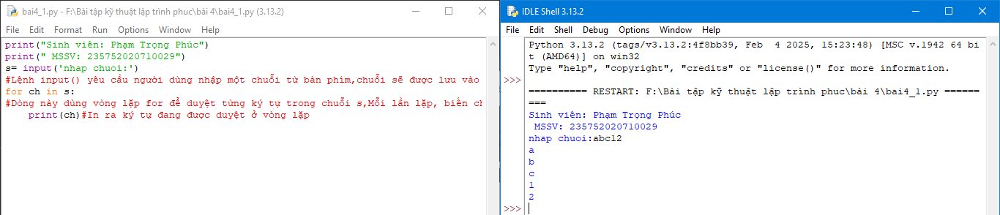 bai4_1.py - F:\Bài tập kỹ thuật lập trình phuc\bài 4\bai4_1.py (3.13.2)
File Edit Format Run Options Window Help
print("Sinh viên: Phạm Trọng Phúc")
print(" MSSV: 235752020710029")
s= input('nhap chuoi:')
#Lệnh input() yêu cầu người dùng nhập một chuỗi từ bàn phím,chuỗi sẽ được lưu vào
for ch in s:
#Dòng này dùng vòng lặp for để duyệt từng ký tự trong chuỗi s,Mỗi lần lặp, biến ch
    print(ch)#In ra ký tự đang được duyệt ở vòng lặp
IDLE Shell 3.13.2
File Edit Shell Debug Options Window Help
Python 3.13.2 (tags/v3.13.2:4f8bb39, Feb  4 2025, 15:23:48) [MSC v.1942 64 bi
t (AMD64)] on win32
Type "help", "copyright", "credits" or "license()" for more information.
>>>
========== RESTART: F:\Bài tập kỹ thuật lập trình phuc\bài 4\bai4_1.py ======
===
Sinh viên: Phạm Trọng Phúc
 MSSV: 235752020710029
nhap chuoi:abc12
a
b
c
1
2
>>>